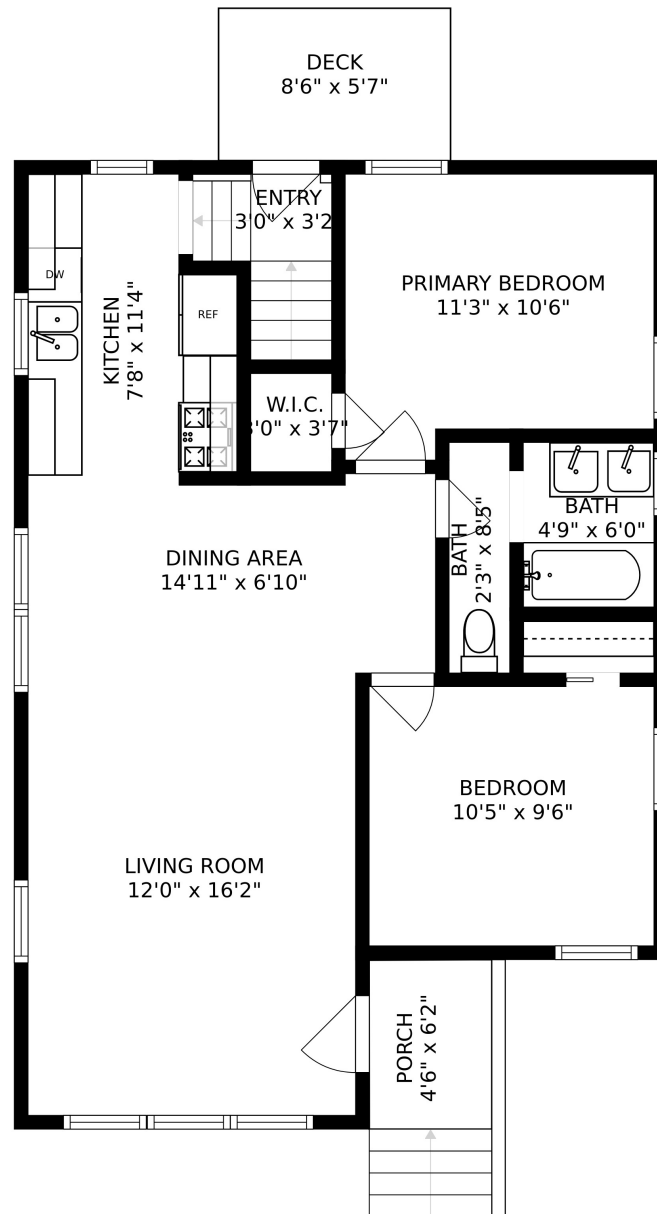 DECK
8'6" x 5'7"
ENTRY
3'0" x 3'2
PRIMARY BEDROOM
11'3" x 10'6"
DW
REF
KITCHEN
7'8" x 11'4"
W.I.C.
3'0" x 3'7"
BATH
4'9" x 6'0"
BATH
2'3" x 8'5"
DINING AREA
14'11" x 6'10"
BEDROOM
10'5" x 9'6"
LIVING ROOM
12'0" x 16'2"
PORCH
4'6" x 6'2"